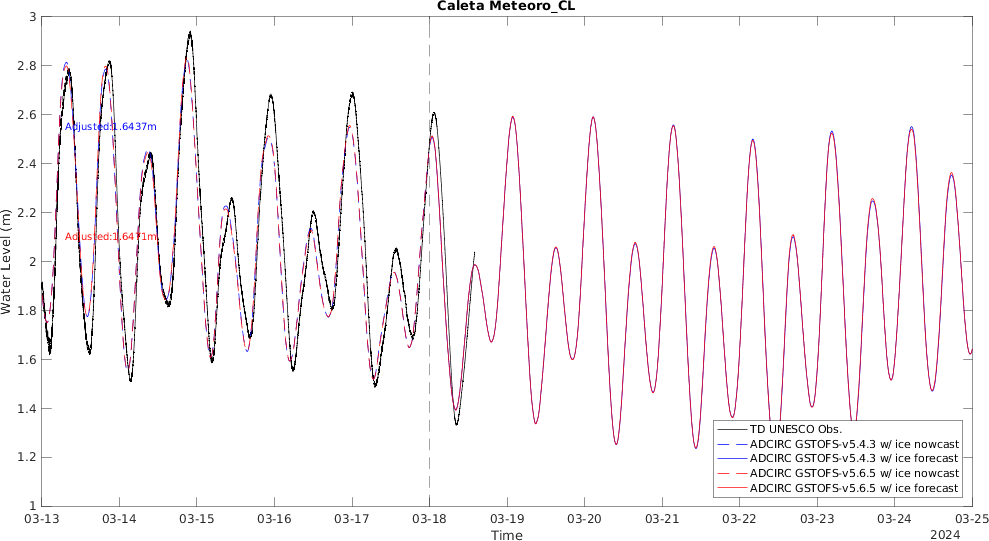 Caleta Meteoro_CL
3
2.8
2.6
2.4
2.2
2
1.8
1.6
1.4
1.2
1
Water Level (m)
Adjusted:1.6437m
Adjusted:1.6471m
TD UNESCO Obs.
ADCIRC GSTOFS-v5.4.3 w/ ice nowcast
ADCIRC GSTOFS-v5.4.3 w/ ice forecast
ADCIRC GSTOFS-v5.6.5 w/ ice nowcast
ADCIRC GSTOFS-v5.6.5 w/ ice forecast
03-13 03-14 03-15 03-16 03-17 03-18 03-19 03-20 03-21 03-22 03-23 03-24 03-25
Time
2024